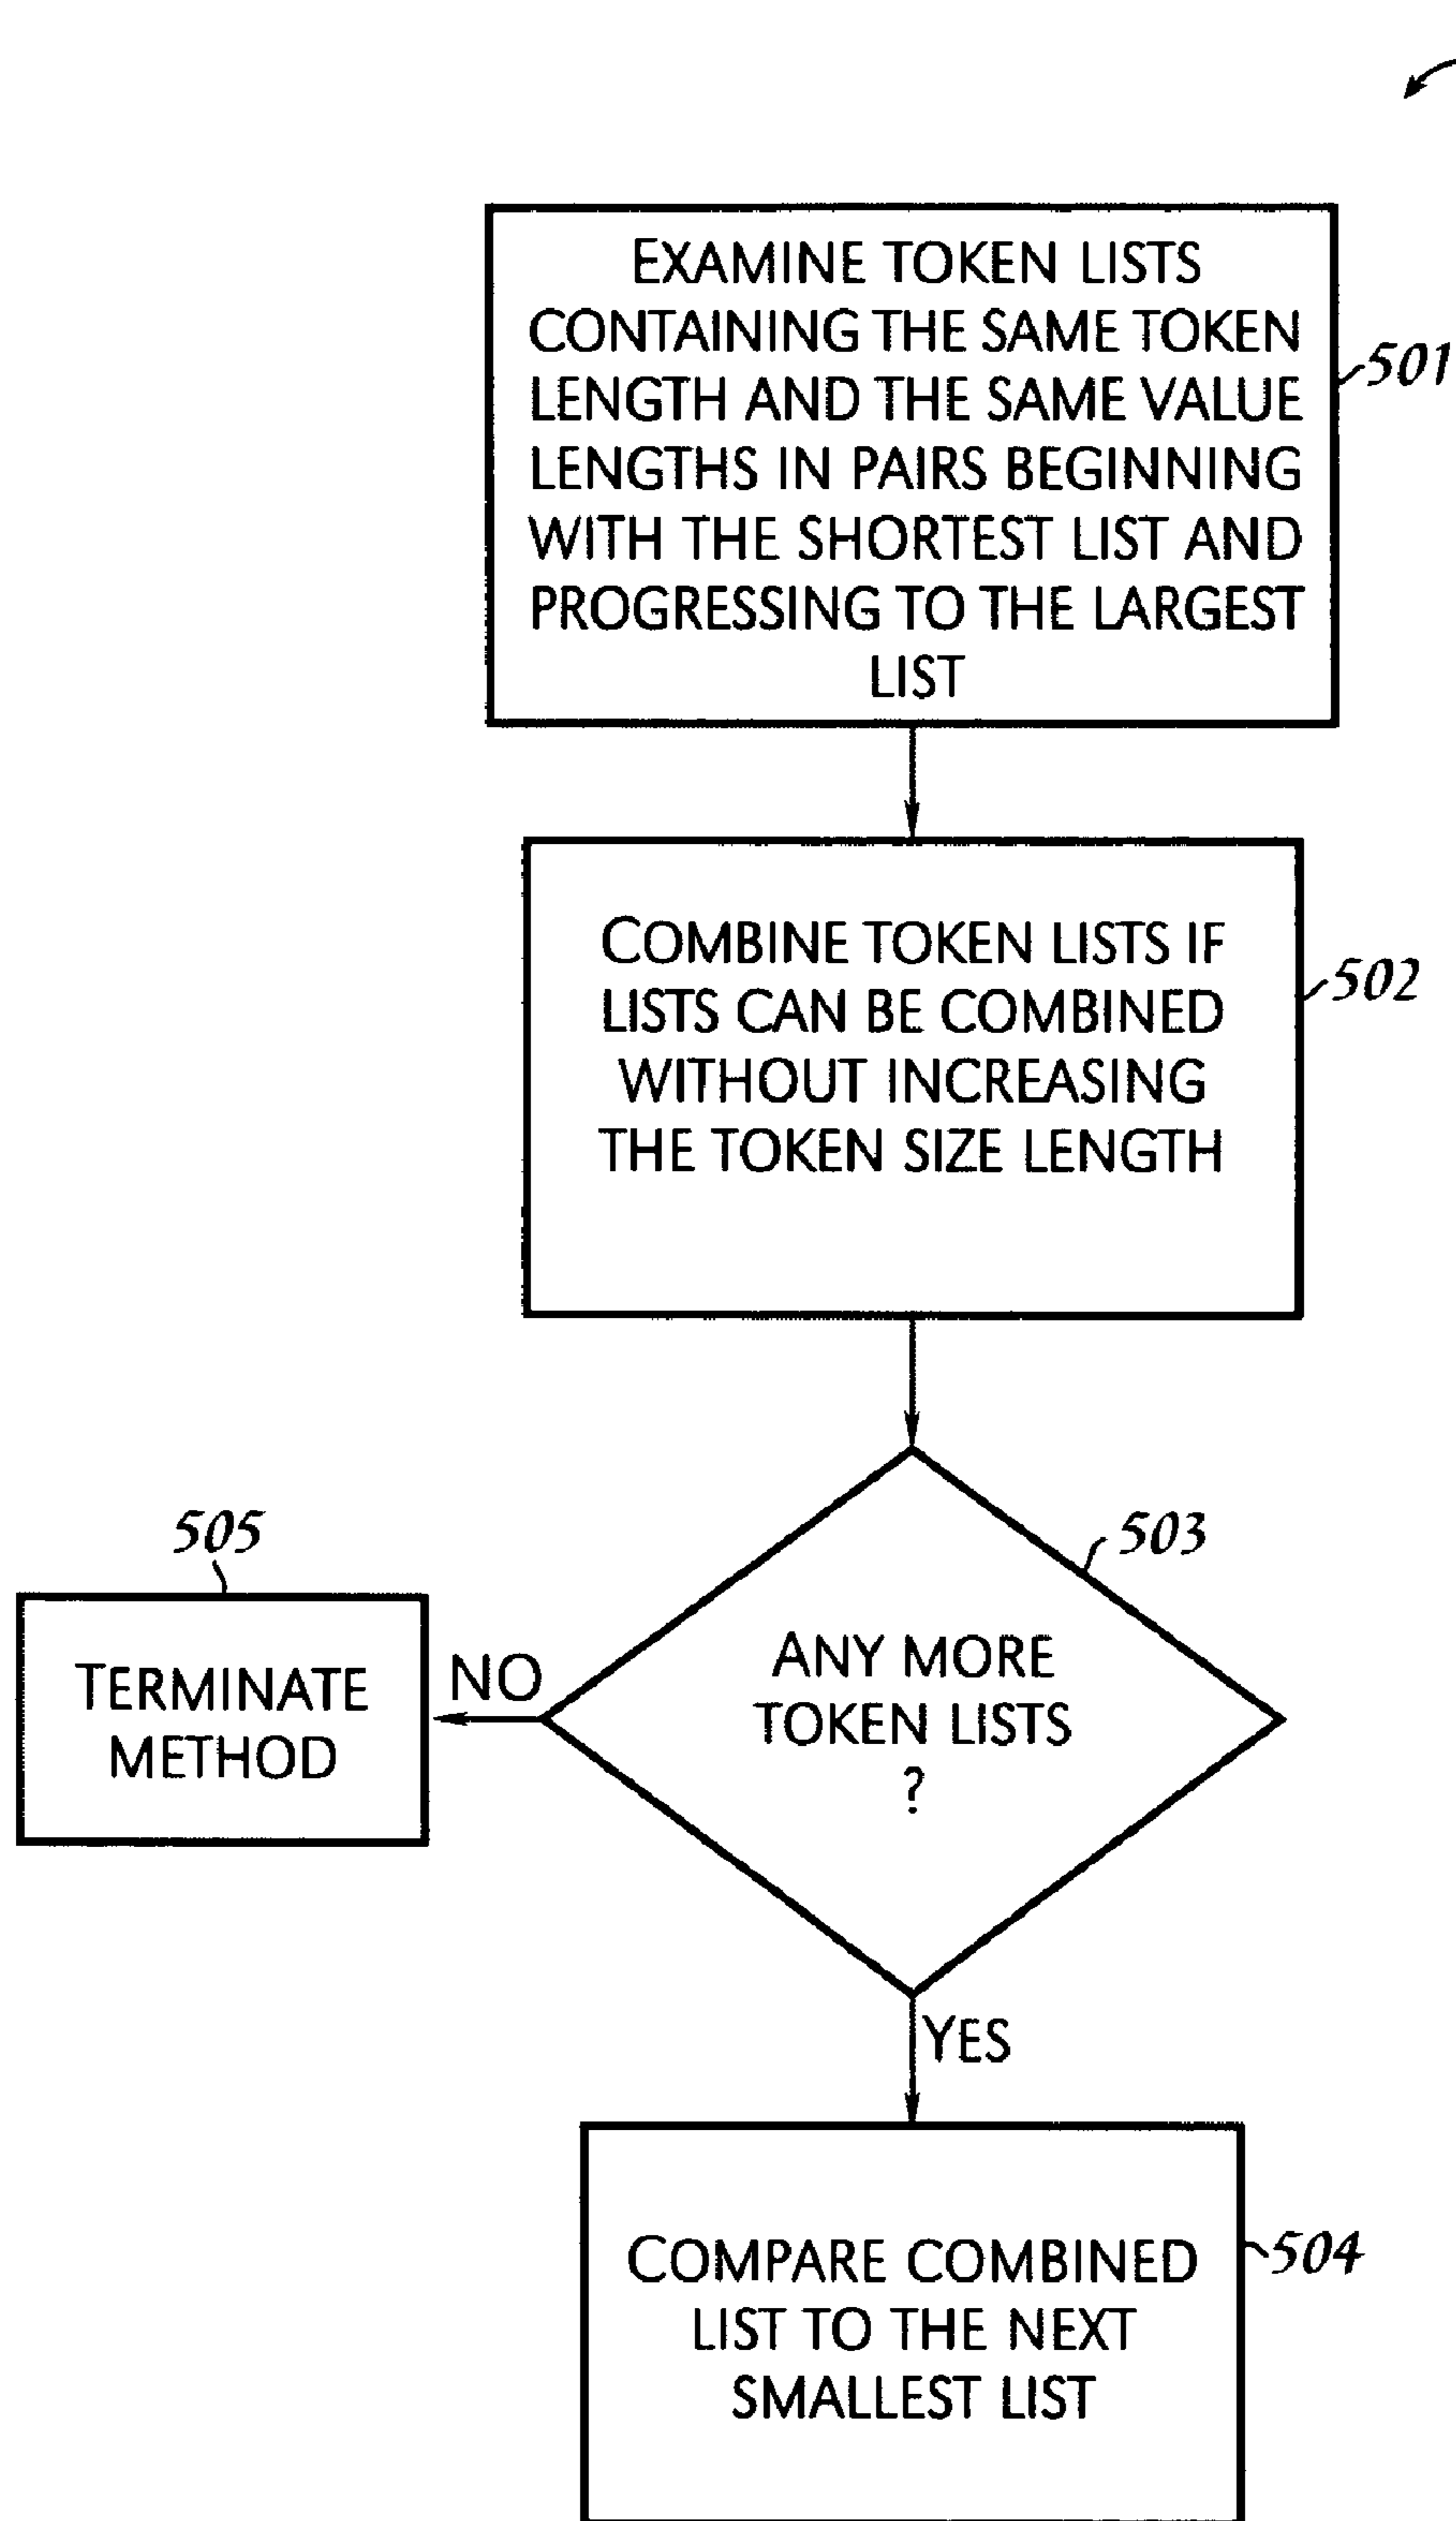 EXAMINE TOKEN LISTS
CONTAINING THE SAME TOKEN
LENGTH AND THE SAME VALUE
LENGTHS IN PAIRS BEGINNING
WITH THE SHORTEST LIST AND
PROGRESSING TO THE LARGEST
LIST
501
COMBINE TOKEN LISTS IF
LISTS CAN BE COMBINED
WITHOUT INCREASING
THE TOKEN SIZE LENGTH
502
505
TERMINATE
METHOD
NO
503
ANY MORE
TOKEN LISTS
?
YES
COMPARE COMBINED
LIST TO THE NEXT
SMALLEST LIST
504